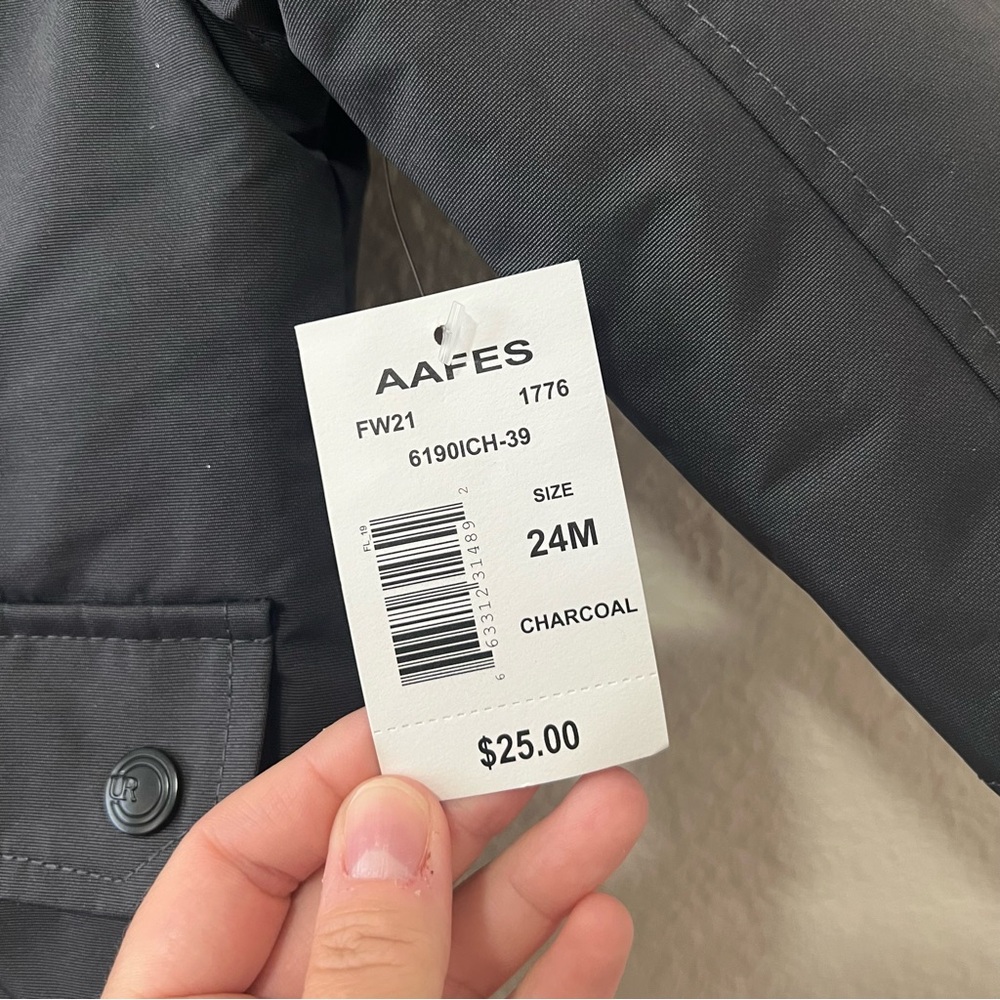 AAFES
FW21 1776
6190ICH-39
SIZE
24M
CHARCOAL
FL_19
6 63312 31489 2
$25.00
UR